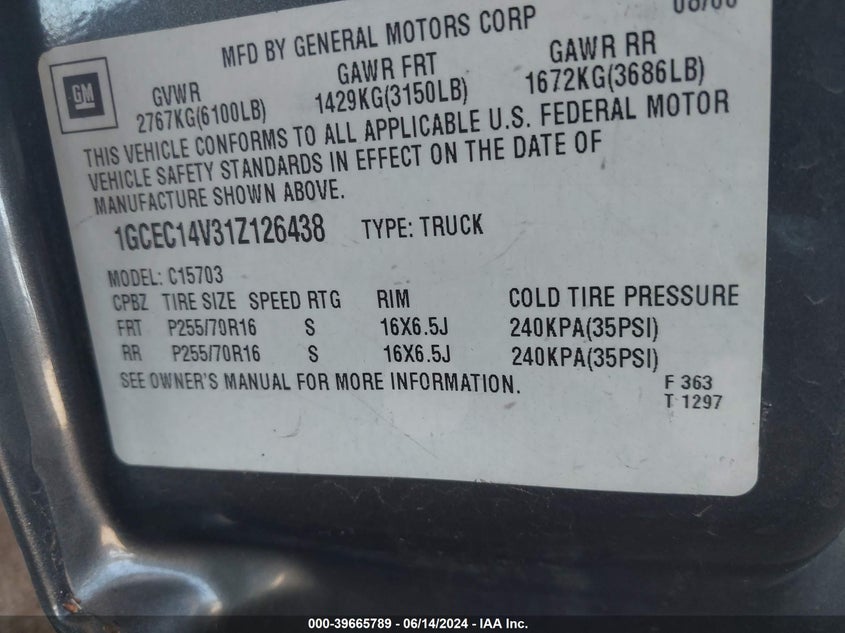 MFD BY GENERAL MOTORS CORP
GM
GVWR GAWR FRT GAWR RR
2767KG(6100LB) 1429KG(3150LB) 1672KG(3686LB)
THIS VEHICLE CONFORMS TO ALL APPLICABLE U.S. FEDERAL MOTOR
VEHICLE SAFETY STANDARDS IN EFFECT ON THE DATE OF
MANUFACTURE SHOWN ABOVE.
1GCEC14V31Z126438 TYPE: TRUCK
MODEL: C15703
CPBZ TIRE SIZE SPEED RTG RIM COLD TIRE PRESSURE
FRT P255/70R16 S 16X6.5J 240KPA(35PSI)
RR P255/70R16 S 16X6.5J 240KPA(35PSI)
SEE OWNER'S MANUAL FOR MORE INFORMATION.
F 363
T 1297
000-39665789 - 06/14/2024 - IAA Inc.